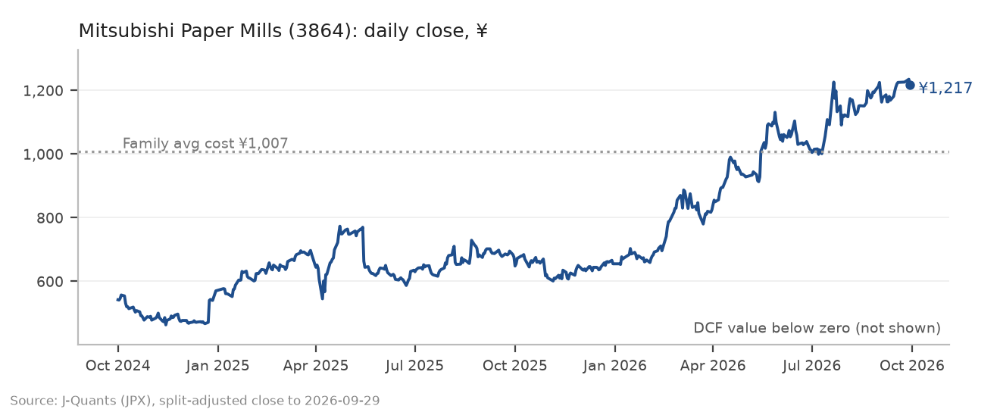 Mitsubishi Paper Mills (3864): daily close, ¥
1,200
1,000
800
600
Family avg cost ¥1,007
¥1,217
DCF value below zero (not shown)
Oct 2024 Jan 2025 Apr 2025 Jul 2025 Oct 2025 Jan 2026 Apr 2026 Jul 2026 Oct 2026
Source: J-Quants (JPX), split-adjusted close to 2026-09-29